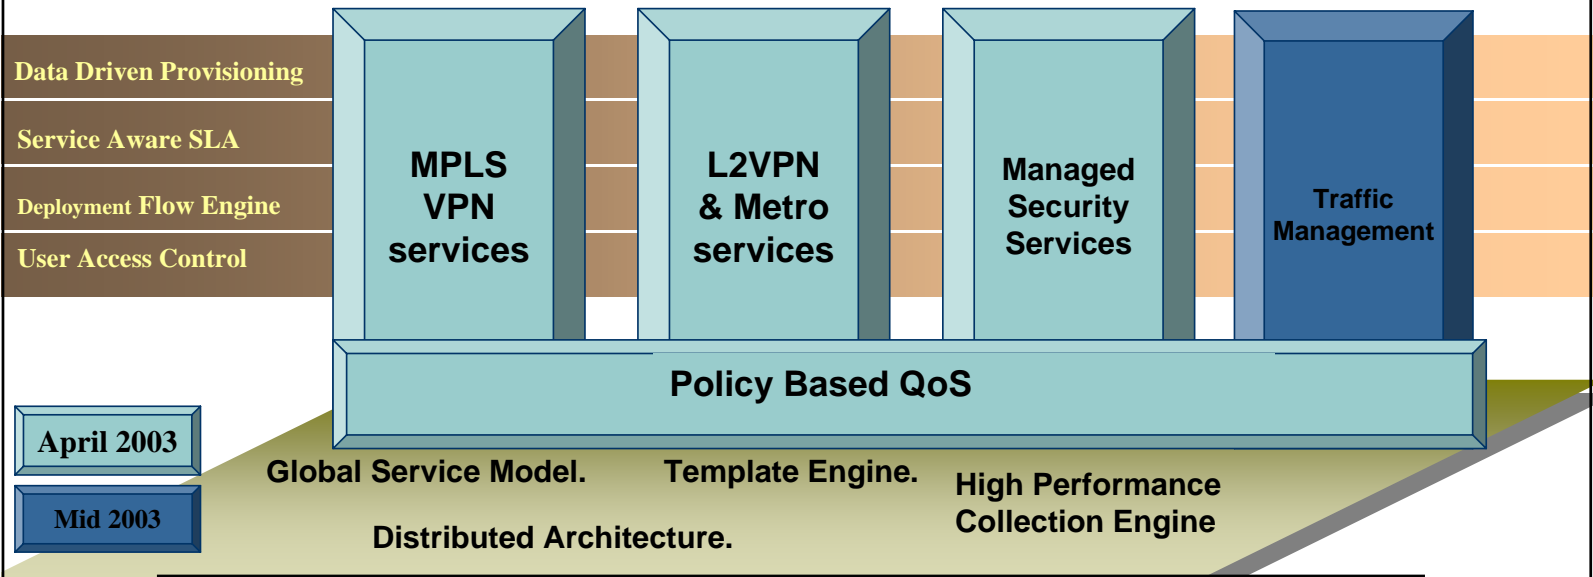 Data Driven Provisioning
Service Aware SLA
Deployment Flow Engine
User Access Control
MPLS
VPN
services
L2VPN
& Metro
services
Managed
Security
Services
Traffic
Management
Policy Based QoS
April 2003
Mid 2003
Global Service Model.
Template Engine.
High Performance
Collection Engine
Distributed Architecture.